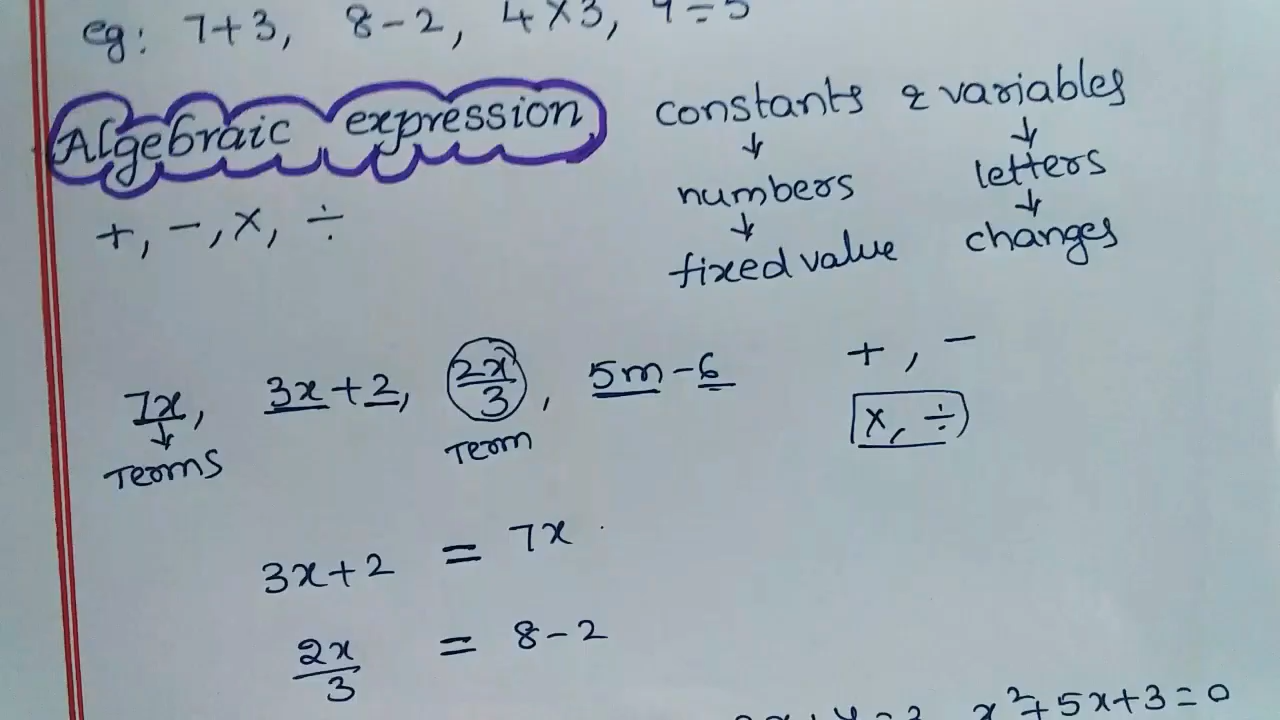 eg: 7+3, 8-2, 4×3,
Algebraic expression
constants & variables
numbers
letters
fixed value
changes
+, -, ×, ÷
7x, 3x+2, 2x/3, 5m-6
Terms
Term
+, -
×, ÷
3x+2 = 7x
2x/3 = 8-2
x²+5x+3=0